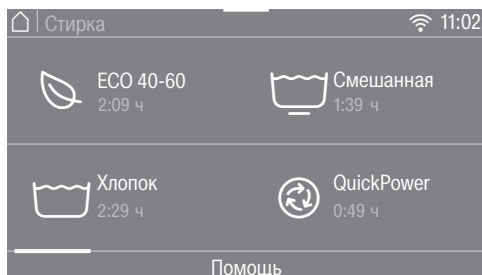 Стирка 11:02
ECO 40-60 Смешанная
2:09 ч 1:39 ч
Хлопок QuickPower
2:29 ч 0:49 ч
Помощь